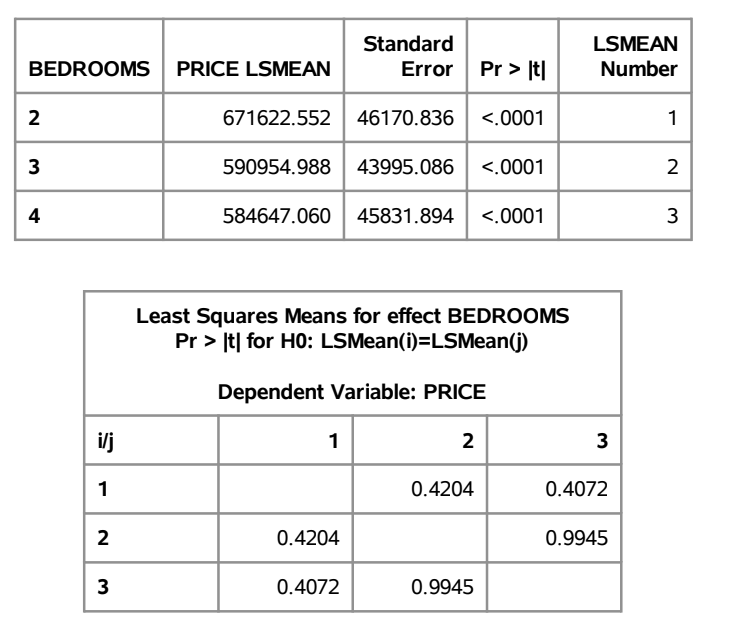 BEDROOMS PRICE LSMEAN Standard Error Pr > |t| LSMEAN Number
2 671622.552 46170.836 <.0001 1
3 590954.988 43995.086 <.0001 2
4 584647.060 45831.894 <.0001 3
Least Squares Means for effect BEDROOMS
Pr > |t| for H0: LSMean(i)=LSMean(j)
Dependent Variable: PRICE
i/j 1 2 3
1 0.4204 0.4072
2 0.4204 0.9945
3 0.4072 0.9945